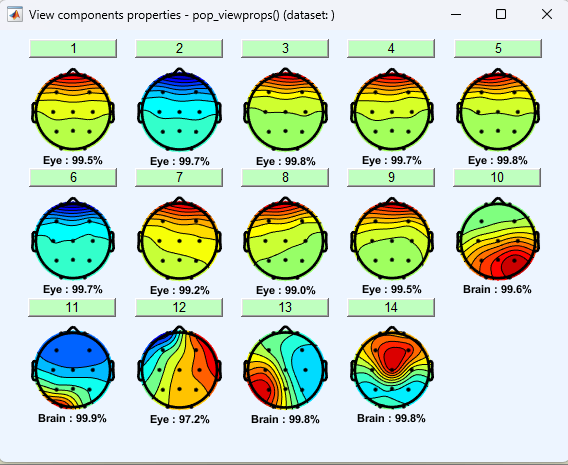 View components properties - pop_viewprops() (dataset: )
1 2 3 4 5
Eye : 99.5% Eye : 99.7% Eye : 99.8% Eye : 99.7% Eye : 99.8%
6 7 8 9 10
Eye : 99.7% Eye : 99.2% Eye : 99.0% Eye : 99.5% Brain : 99.6%
11 12 13 14
Brain : 99.9% Eye : 97.2% Brain : 99.8% Brain : 99.8%